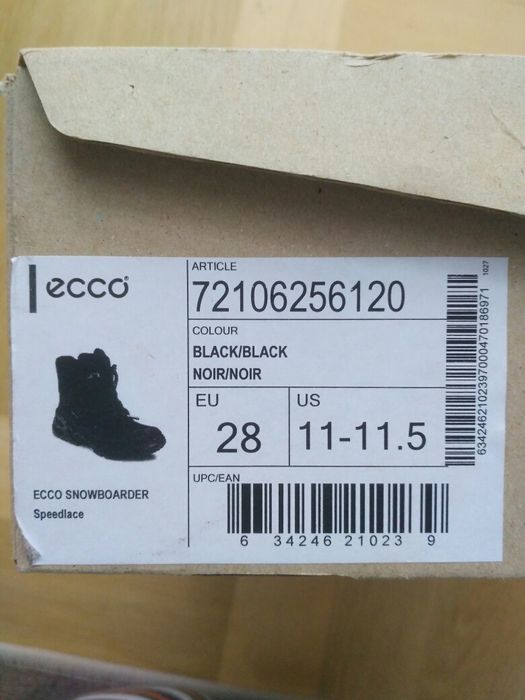 ecco
ARTICLE
72106256120
COLOUR
BLACK/BLACK
NOIR/NOIR
EU
28
US
11-11.5
ECCO SNOWBOARDER
Speedlace
UPC/EAN
6 34246 21023 9
6342462102397000470186971
1027